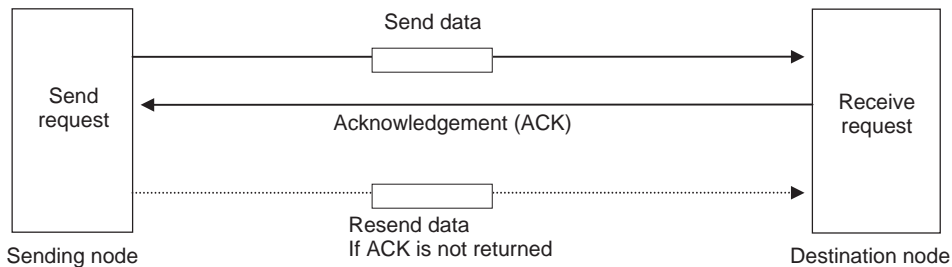 Send data
Send
request
Receive
request
Acknowledgement (ACK)
Resend data
If ACK is not returned
Sending node
Destination node